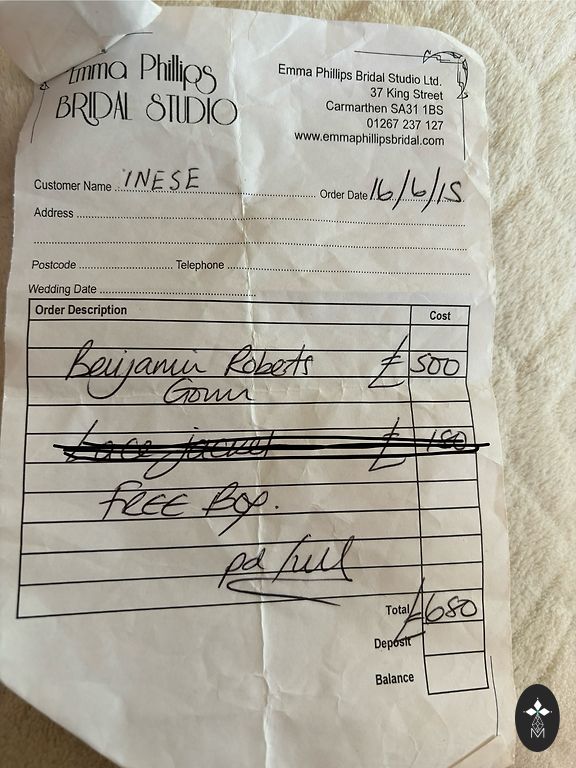 Emma Phillips
BRIDAL STUDIO
Emma Phillips Bridal Studio Ltd.
37 King Street
Carmarthen SA31 1BS
01267 237 127
www.emmaphillipsbridal.com
Customer Name INESE
Order Date 16/6/15
Address
Postcode Telephone
Wedding Date
Order Description Cost
Benjamin Roberts £500
Gown
Lace jacket £180
FREE Box.
pd full
Total £680
Deposit
Balance
M